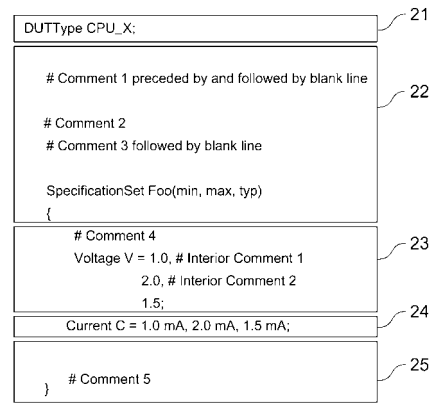 DUTType CPU_X;
21
# Comment 1 preceded by and followed by blank line
22
# Comment 2
# Comment 3 followed by blank line
SpecificationSet Foo(min, max, typ)
{
# Comment 4
23
Voltage V = 1.0, # Interior Comment 1
2.0, # Interior Comment 2
1.5;
24
Current C = 1.0 mA, 2.0 mA, 1.5 mA;
25
# Comment 5
}